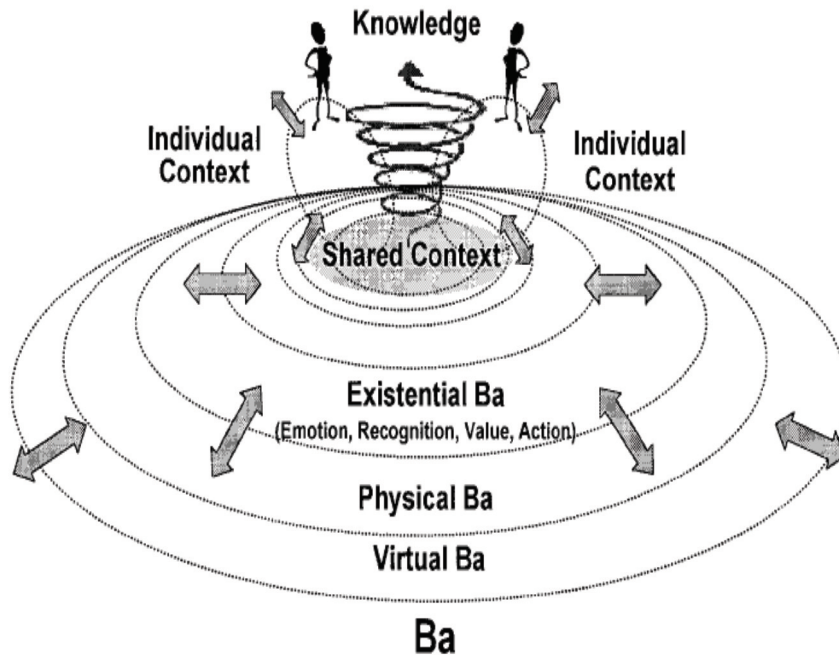 Knowledge
Individual
Context
Individual
Context
Shared Context
Existential Ba
(Emotion, Recognition, Value, Action)
Physical Ba
Virtual Ba
Ba